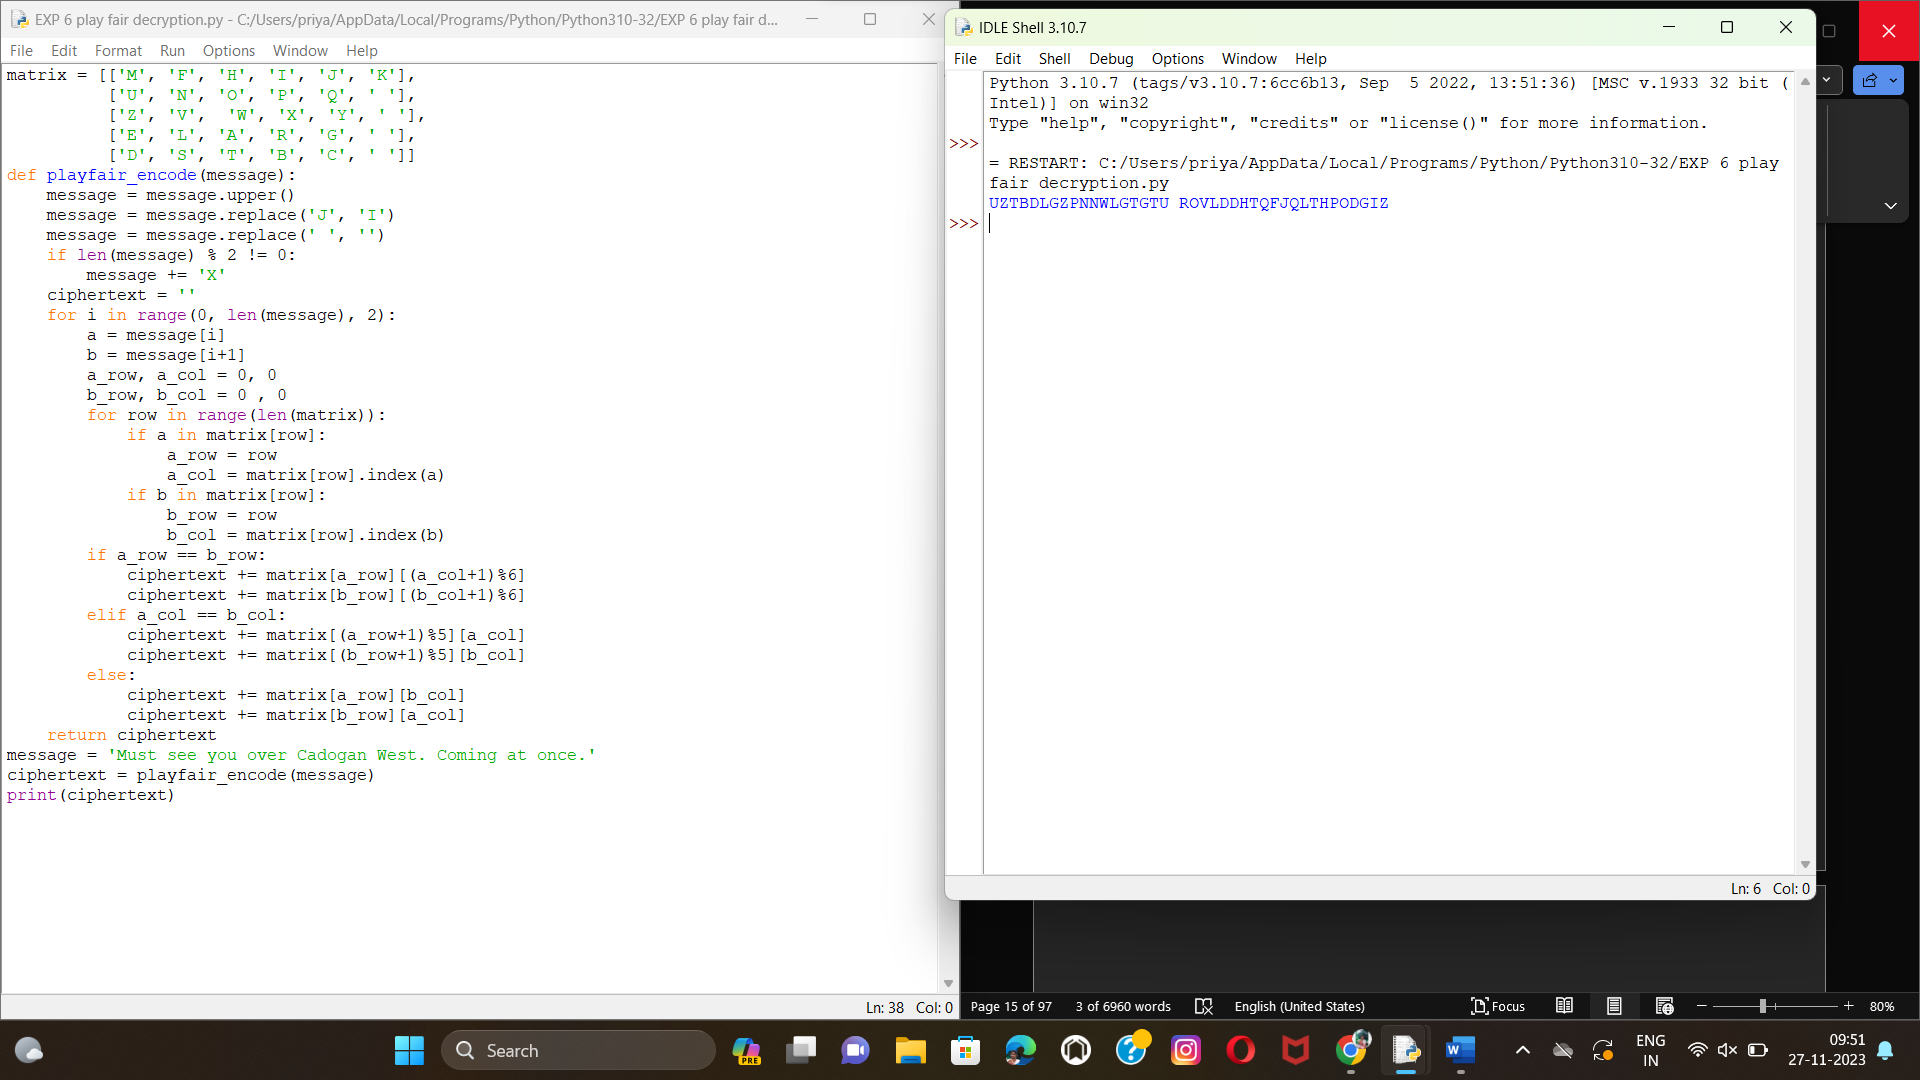 EXP 6 play fair decryption.py - C:/Users/priya/AppData/Local/Programs/Python/Python310-32/EXP 6 play fair d...
File Edit Format Run Options Window Help
matrix = [['M', 'F', 'H', 'I', 'J', 'K'],
['U', 'N', 'O', 'P', 'Q', ' '],
['Z', 'V', 'W', 'X', 'Y', ' '],
['E', 'L', 'A', 'R', 'G', ' '],
['D', 'S', 'T', 'B', 'C', ' ']]
def playfair_encode(message):
message = message.upper()
message = message.replace('J', 'I')
message = message.replace(' ', '')
if len(message) % 2 != 0:
message += 'X'
ciphertext = ''
for i in range(0, len(message), 2):
a = message[i]
b = message[i+1]
a_row, a_col = 0, 0
b_row, b_col = 0 , 0
for row in range(len(matrix)):
if a in matrix[row]:
a_row = row
a_col = matrix[row].index(a)
if b in matrix[row]:
b_row = row
b_col = matrix[row].index(b)
if a_row == b_row:
ciphertext += matrix[a_row][(a_col+1)%6]
ciphertext += matrix[b_row][(b_col+1)%6]
elif a_col == b_col:
ciphertext += matrix[(a_row+1)%5][a_col]
ciphertext += matrix[(b_row+1)%5][b_col]
else:
ciphertext += matrix[a_row][b_col]
ciphertext += matrix[b_row][a_col]
return ciphertext
message = 'Must see you over Cadogan West. Coming at once.'
ciphertext = playfair_encode(message)
print(ciphertext)
Ln: 38 Col: 0
IDLE Shell 3.10.7
File Edit Shell Debug Options Window Help
Python 3.10.7 (tags/v3.10.7:6cc6b13, Sep  5 2022, 13:51:36) [MSC v.1933 32 bit (
Intel)] on win32
Type "help", "copyright", "credits" or "license()" for more information.
>>>
= RESTART: C:/Users/priya/AppData/Local/Programs/Python/Python310-32/EXP 6 play
fair decryption.py
UZTBDLGZPNNWLGTGTU ROVLDDHTQFJQLTHPODGIZ
>>>
Ln: 6 Col: 0
Page 15 of 97 3 of 6960 words English (United States) Focus 80%
Search
PRE
ENG
IN
09:51
27-11-2023